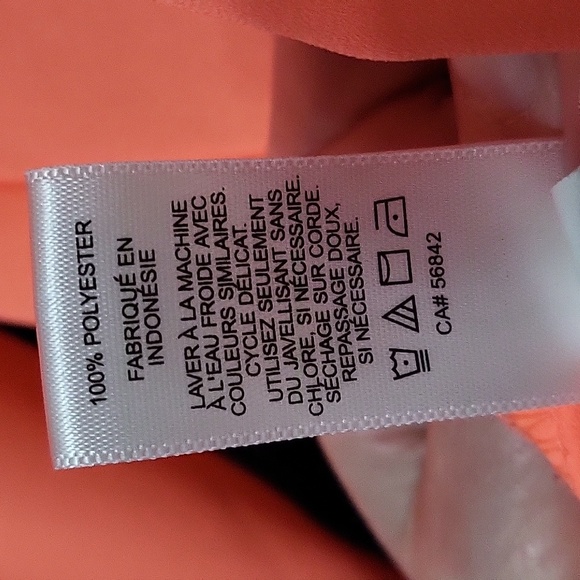 100% POLYESTER
FABRIQUÉ EN
INDONÉSIE
LAVER À LA MACHINE
À L'EAU FROIDE AVEC
COULEURS SIMILAIRES.
CYCLE DÉLICAT.
UTILISEZ SEULEMENT
DU JAVELLISANT SANS
CHLORE, SI NÉCESSAIRE.
SÉCHAGE SUR CORDE.
REPASSAGE DOUX,
SI NÉCESSAIRE.
CA# 56842